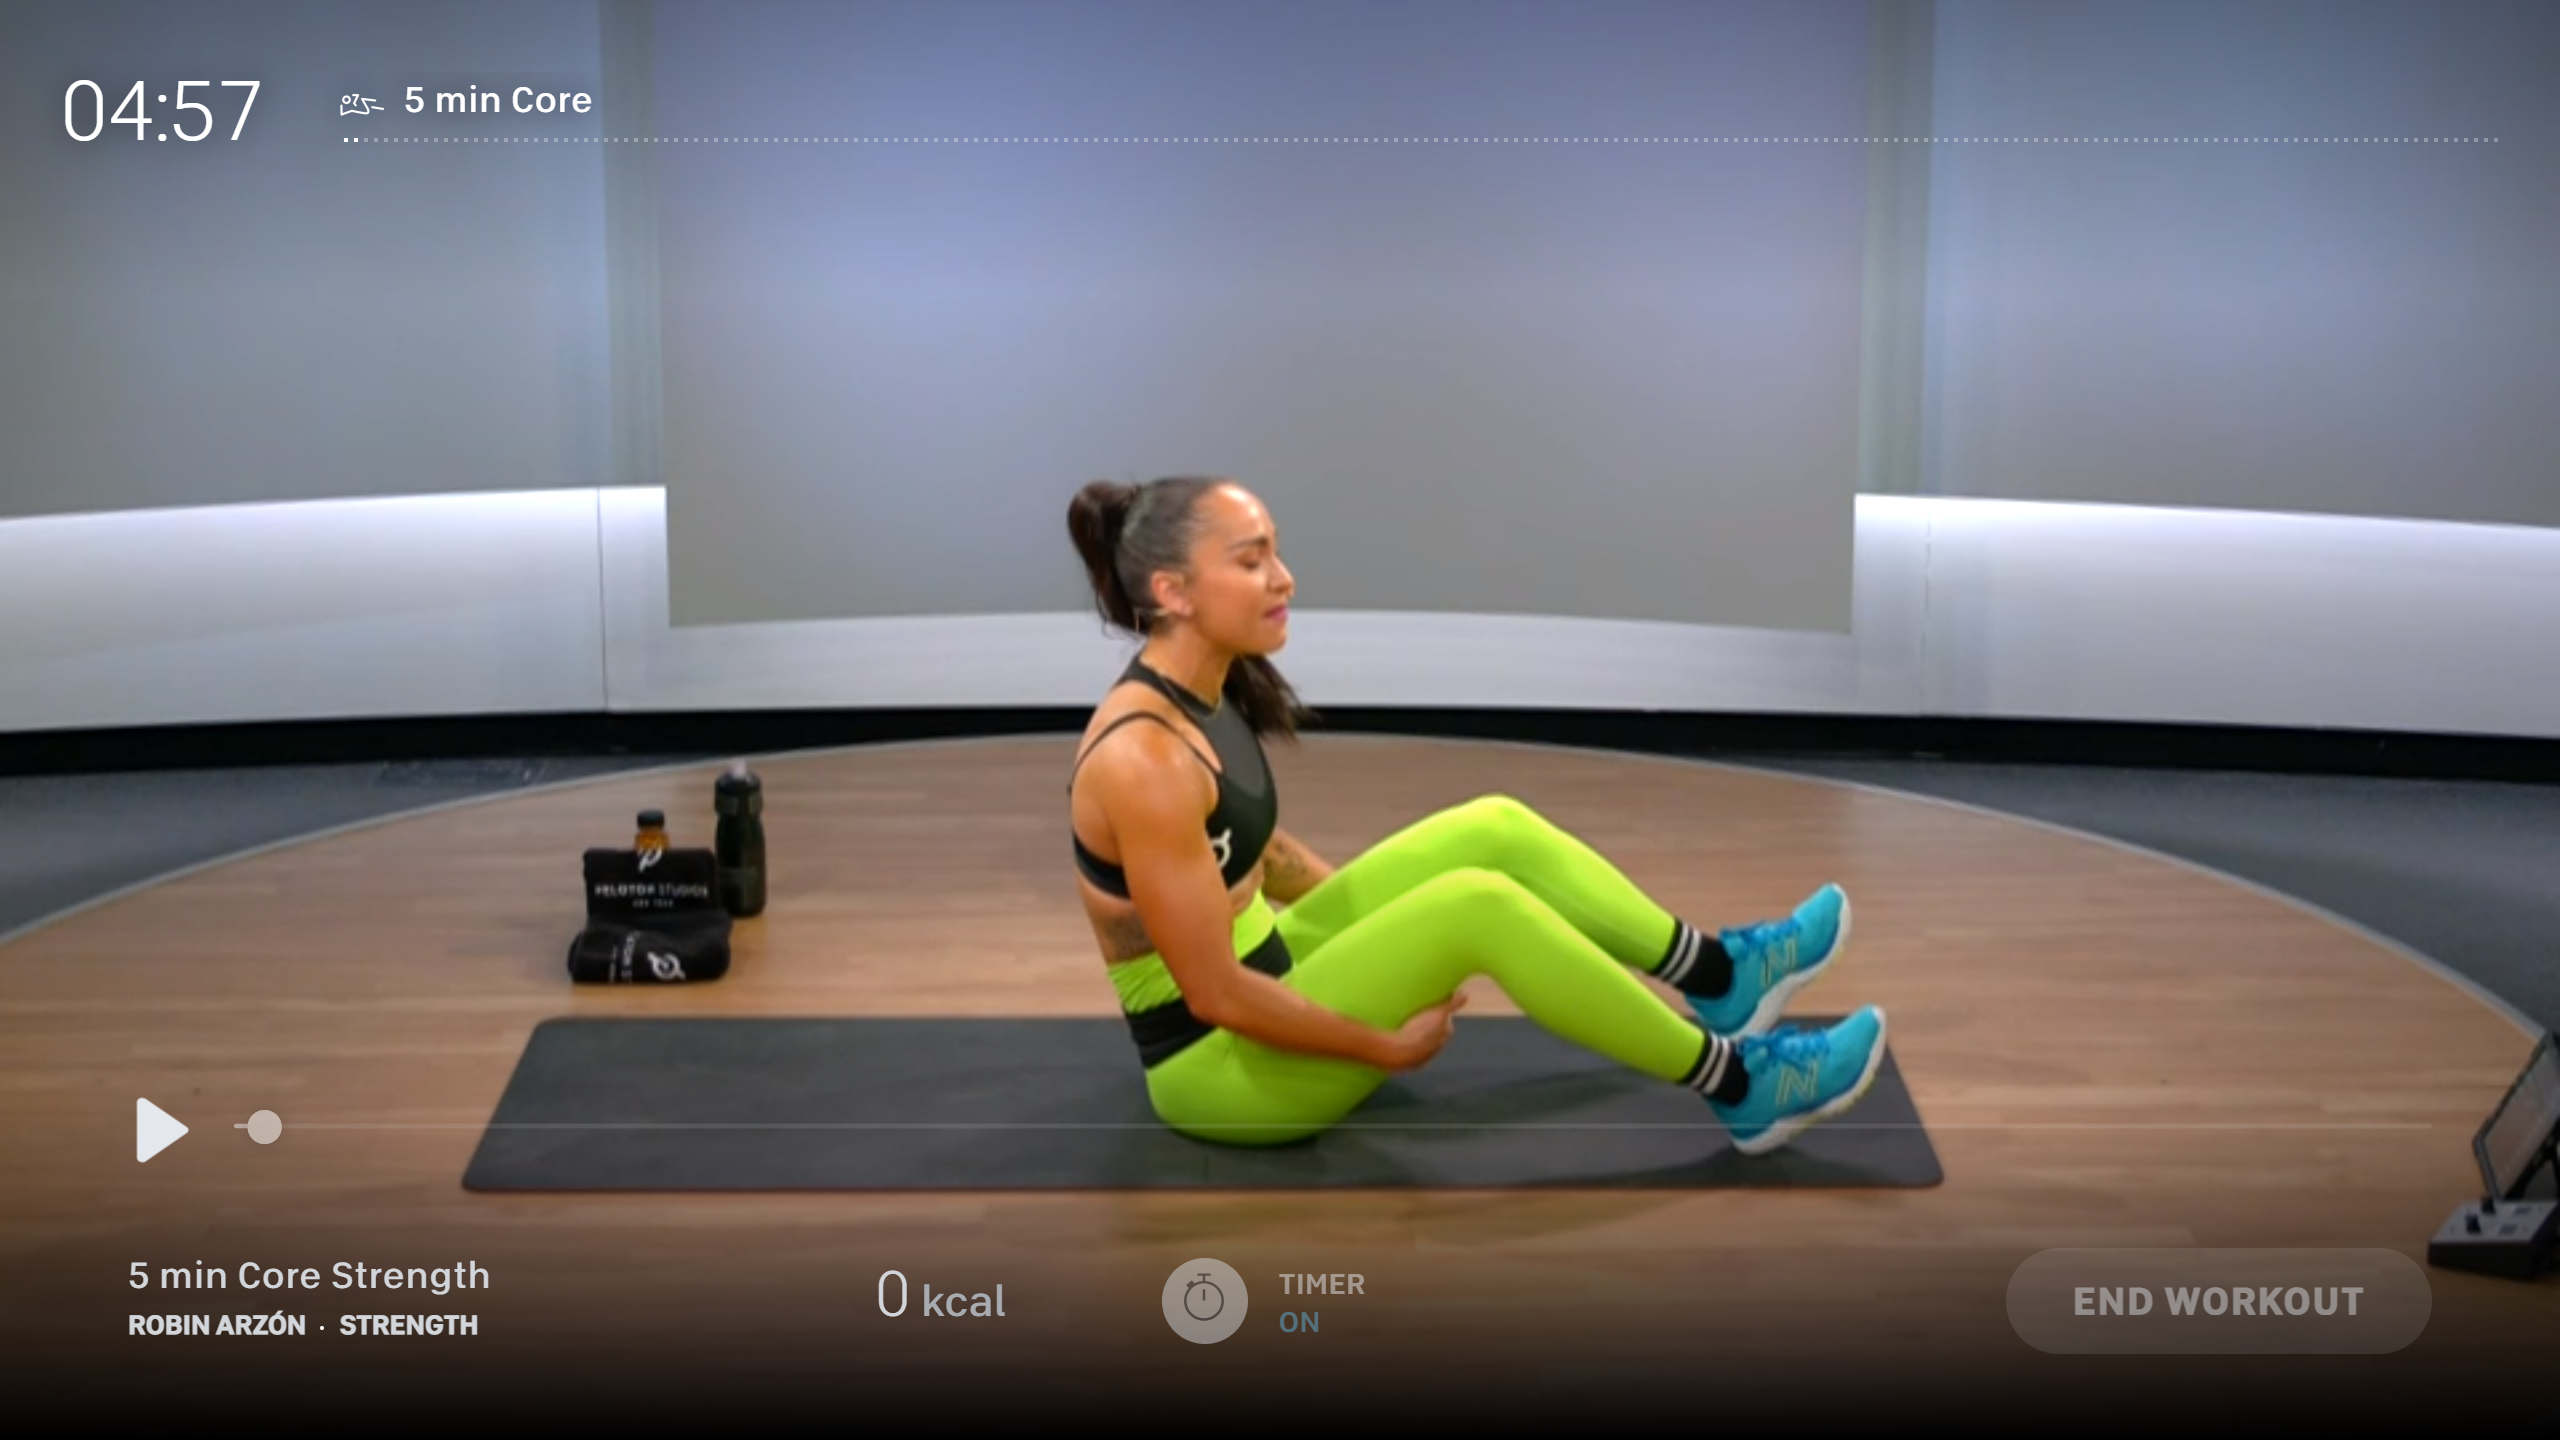 04:57
5 min Core
PELOTON STUDIOS
N
N
5 min Core Strength
ROBIN ARZÓN · STRENGTH
0 kcal
TIMER
ON
END WORKOUT